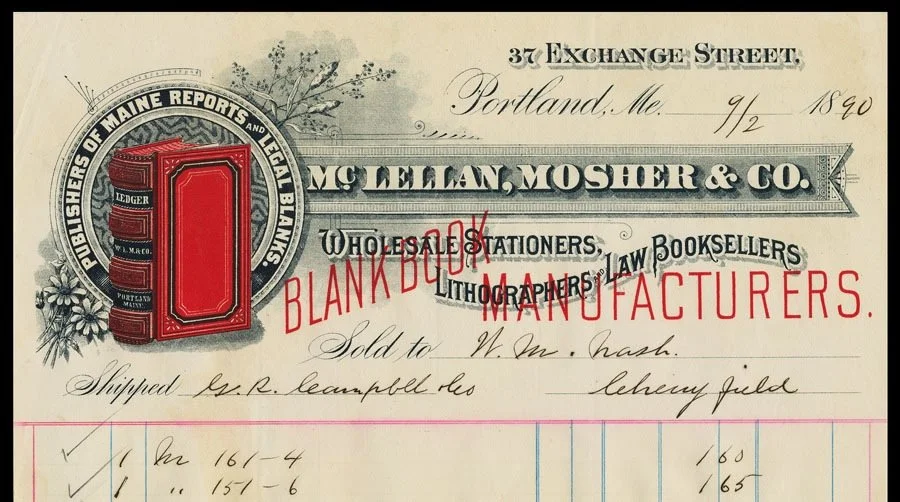 37 EXCHANGE STREET,
Portland, Me. 9/2 1890
PUBLISHERS OF MAINE REPORTS AND LEGAL BLANKS.
McLELLAN, MOSHER & CO.
LEDGER
Mc L. M. & CO.
PORTLAND
MAINE
WHOLESALE STATIONERS,
LITHOGRAPHERS AND LAW BOOKSELLERS
BLANK BOOK MANUFACTURERS.
Sold to W. M. Nash.
Shipped G. R. Campbell & Co Cherryfield
1 M 161-4 160
1 " 151-6 165